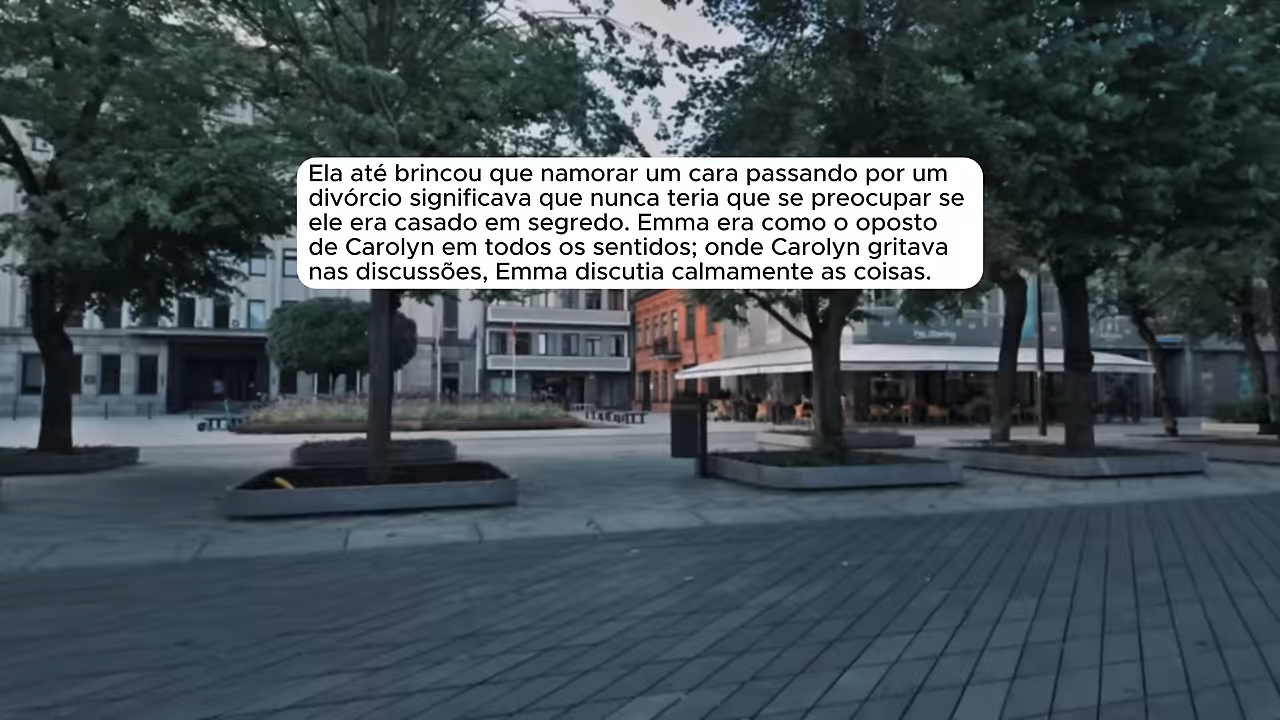 Ela até brincou que namorar um cara passando por um
divórcio significava que nunca teria que se preocupar se
ele era casado em segredo. Emma era como o oposto
de Carolyn em todos os sentidos; onde Carolyn gritava
nas discussões, Emma discutia calmamente as coisas.